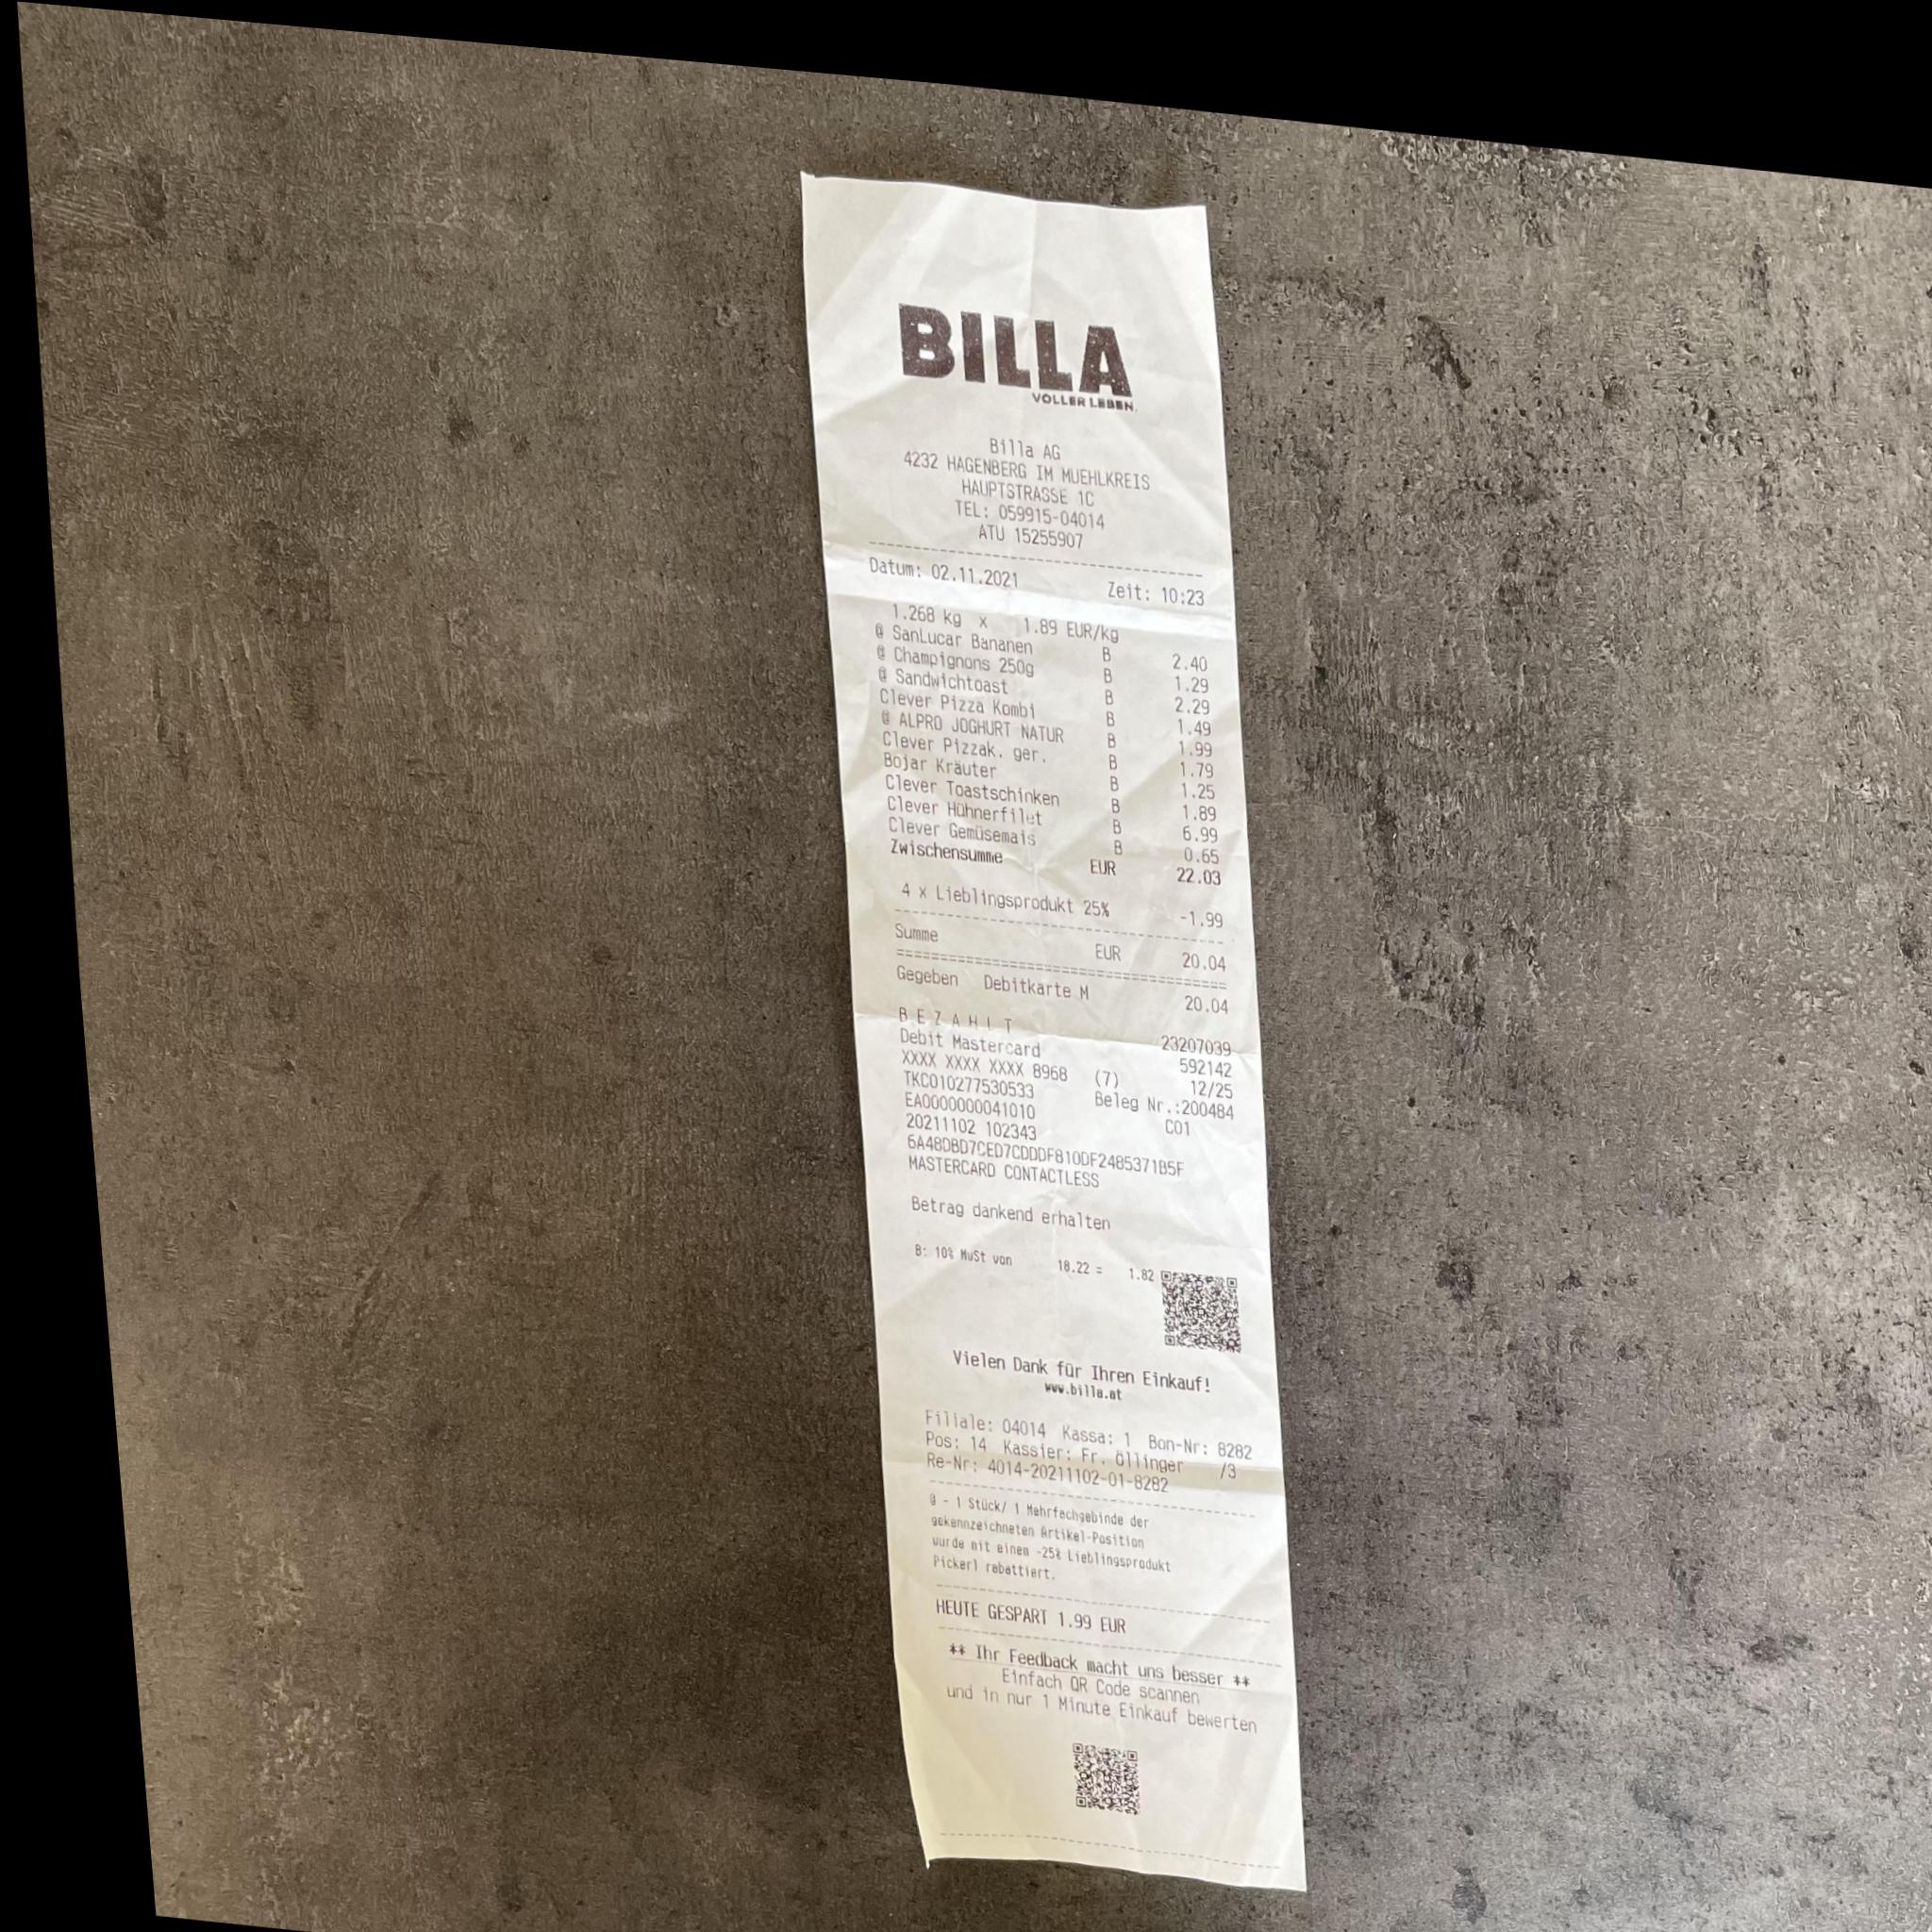 BILLA
VOLLER LEBEN.
Billa AG
4232 HAGENBERG IM MUEHLKREIS
HAUPTSTRASSE 1C
TEL: 059915-04014
ATU 15255907
Datum: 02.11.2021 Zeit: 10:23
1.268 kg x 1.89 EUR/kg
@ SanLucar Bananen B 2.40
@ Champignons 250g B 1.29
@ Sandwichtoast B 2.29
Clever Pizza Kombi B 1.49
@ ALPRO JOGHURT NATUR B 1.99
Clever Pizzak. ger. B 1.79
Bojar Kräuter B 1.25
Clever Toastschinken B 1.89
Clever Hühnerfilet B 6.99
Clever Gemüsemais B 0.65
Zwischensumme EUR 22.03
4 x Lieblingsprodukt 25% -1.99
Summe EUR 20.04
Gegeben Debitkarte M 20.04
B E Z A H L T 23207039
Debit Mastercard 592142
XXXX XXXX XXXX 8968 (7) 12/25
TKC010277530533 Beleg Nr.:200484
EA0000000041010 C01
20211102 102343
6A48DBD7CED7CDDDF810DF2485371B5F
MASTERCARD CONTACTLESS
Betrag dankend erhalten
B: 10% MwSt von 18.22 = 1.82
Vielen Dank für Ihren Einkauf!
www.billa.at
Filiale: 04014 Kassa: 1 Bon-Nr: 8282
Pos: 14 Kassier: Fr. Öllinger /3
Re-Nr: 4014-20211102-01-8282
@ - 1 Stück/ 1 Mehrfachgebinde der
gekennzeichneten Artikel-Position
wurde mit einem -25% Lieblingsprodukt
Pickerl rabattiert.
HEUTE GESPART 1.99 EUR
** Ihr Feedback macht uns besser **
Einfach QR Code scannen
und in nur 1 Minute Einkauf bewerten